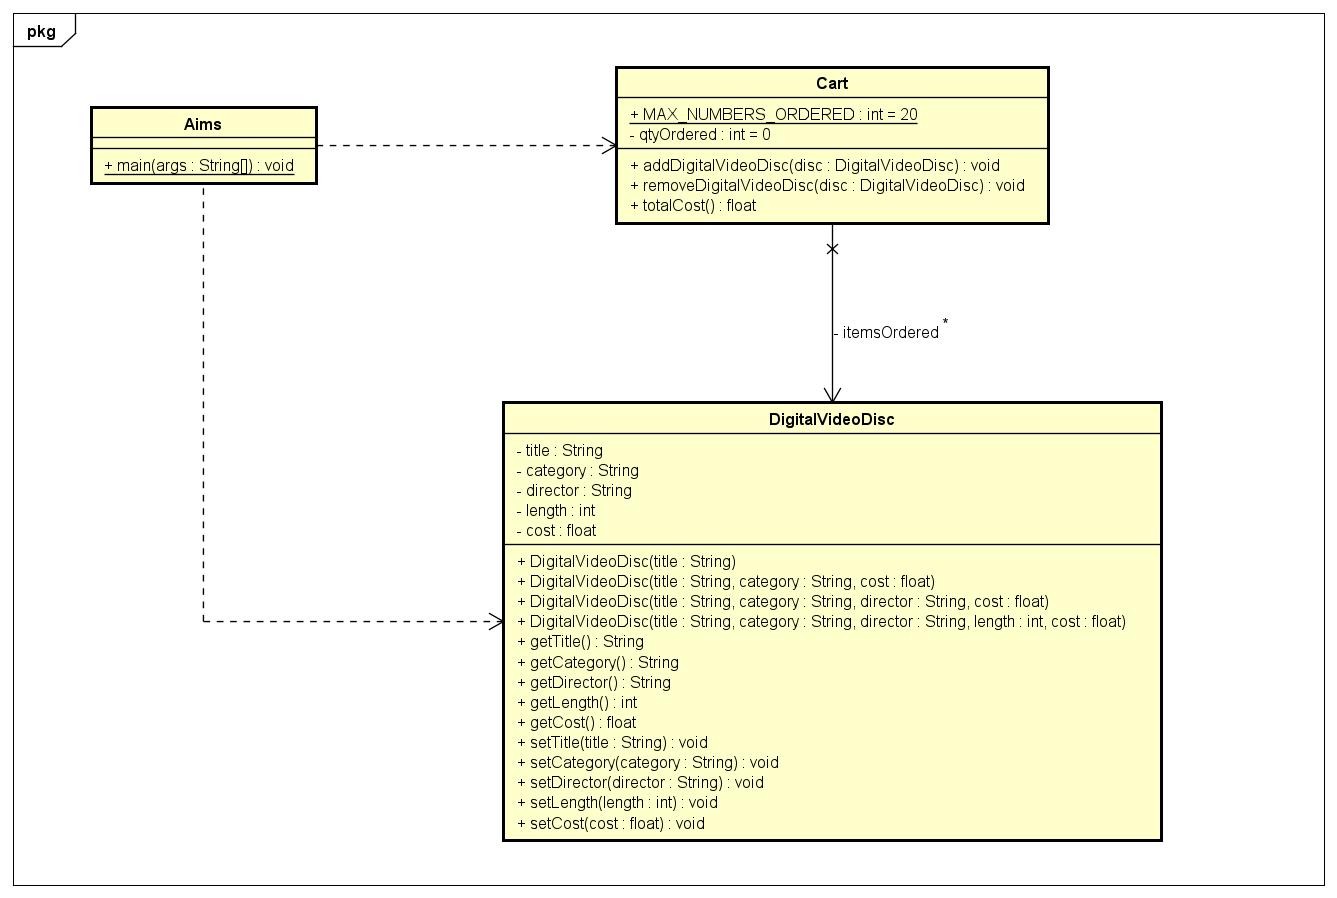 pkg
Aims
+ main(args : String[]) : void
Cart
+ MAX_NUMBERS_ORDERED : int = 20
- qtyOrdered : int = 0
+ addDigitalVideoDisc(disc : DigitalVideoDisc) : void
+ removeDigitalVideoDisc(disc : DigitalVideoDisc) : void
+ totalCost() : float
- itemsOrdered *
DigitalVideoDisc
- title : String
- category : String
- director : String
- length : int
- cost : float
+ DigitalVideoDisc(title : String)
+ DigitalVideoDisc(title : String, category : String, cost : float)
+ DigitalVideoDisc(title : String, category : String, director : String, cost : float)
+ DigitalVideoDisc(title : String, category : String, director : String, length : int, cost : float)
+ getTitle() : String
+ getCategory() : String
+ getDirector() : String
+ getLength() : int
+ getCost() : float
+ setTitle(title : String) : void
+ setCategory(category : String) : void
+ setDirector(director : String) : void
+ setLength(length : int) : void
+ setCost(cost : float) : void